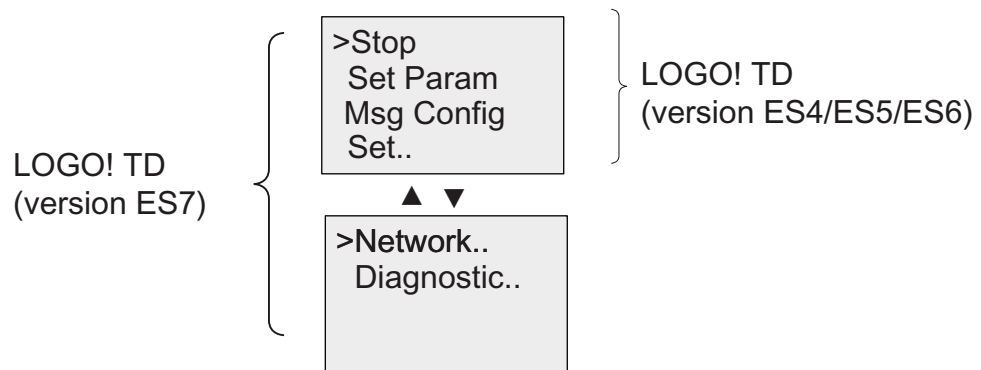 >Stop
Set Param
Msg Config
Set..
LOGO! TD
(version ES4/ES5/ES6)
LOGO! TD
(version ES7)
▲ ▼
>Network..
Diagnostic..